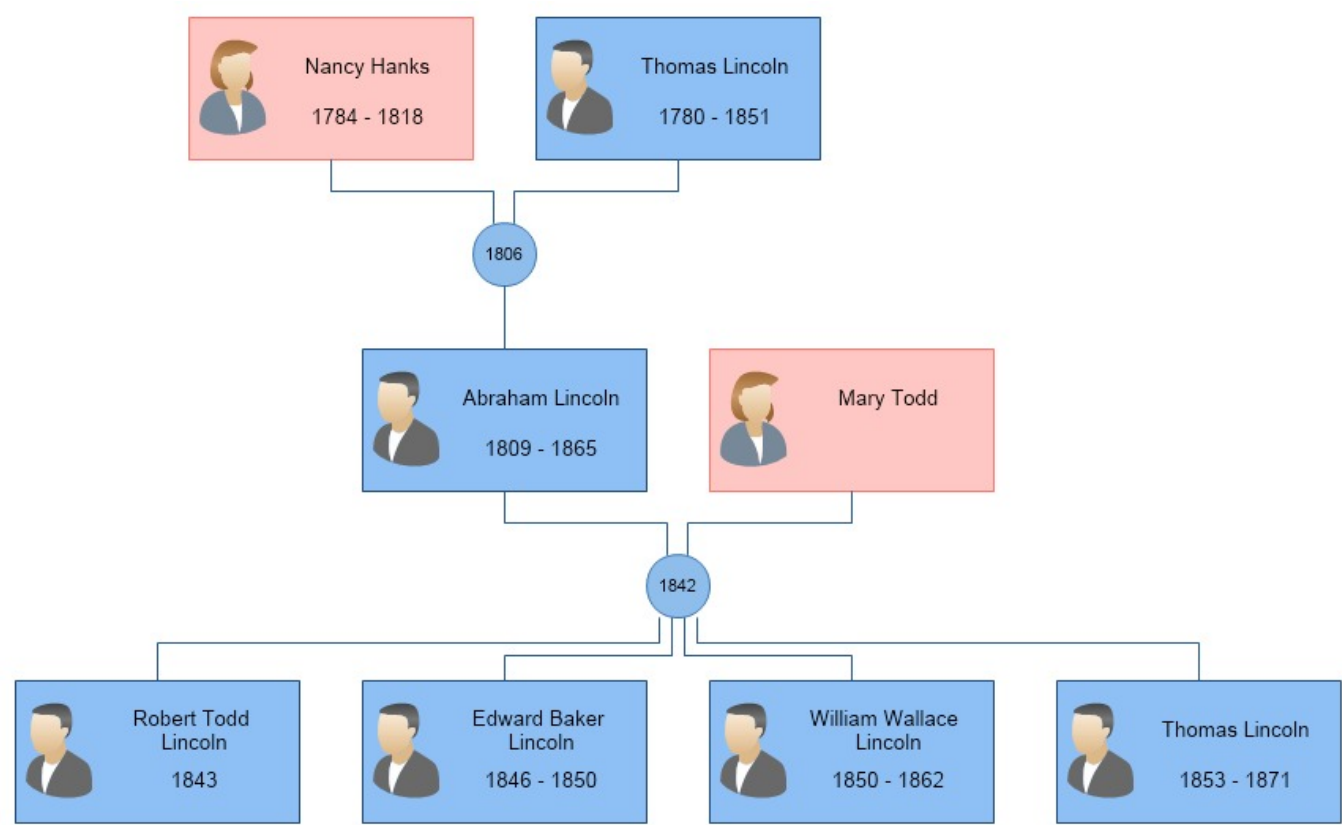 Nancy Hanks
1784 - 1818
Thomas Lincoln
1780 - 1851
1806
Abraham Lincoln
1809 - 1865
Mary Todd
1842
Robert Todd
Lincoln
1843
Edward Baker
Lincoln
1846 - 1850
William Wallace
Lincoln
1850 - 1862
Thomas Lincoln
1853 - 1871